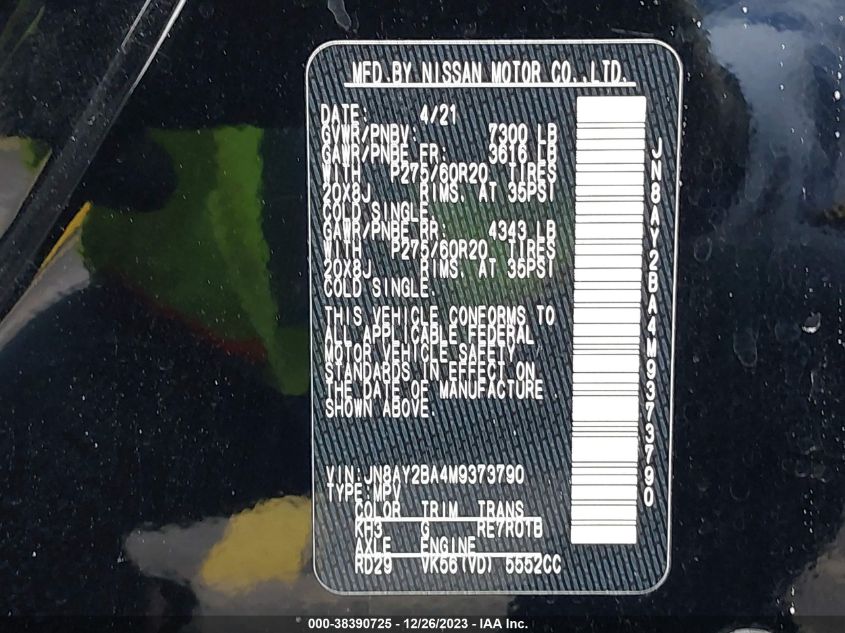 MFD.BY NISSAN MOTOR CO.,LTD.
DATE: 4/21
GVWR/PNBV: 7300 LB
GAWR/PNBE FR: 3616 LB
WITH P275/60R20 TIRES
20X8J RIMS. AT 35PSI
COLD SINGLE.
GAWR/PNBE RR: 4343 LB
WITH P275/60R20 TIRES
20X8J RIMS. AT 35PSI
COLD SINGLE.
THIS VEHICLE CONFORMS TO
ALL APPLICABLE FEDERAL
MOTOR VEHICLE SAFETY
STANDARDS IN EFFECT ON
THE DATE OF MANUFACTURE
SHOWN ABOVE.
VIN:JN8AY2BA4M9373790
TYPE:MPV
COLOR TRIM TRANS
KH3 G RE7R01B
AXLE ENGINE
RD29 VK56(VD) 5552CC
JN8AY2BA4M9373790
000-38390725 - 12/26/2023 - IAA Inc.